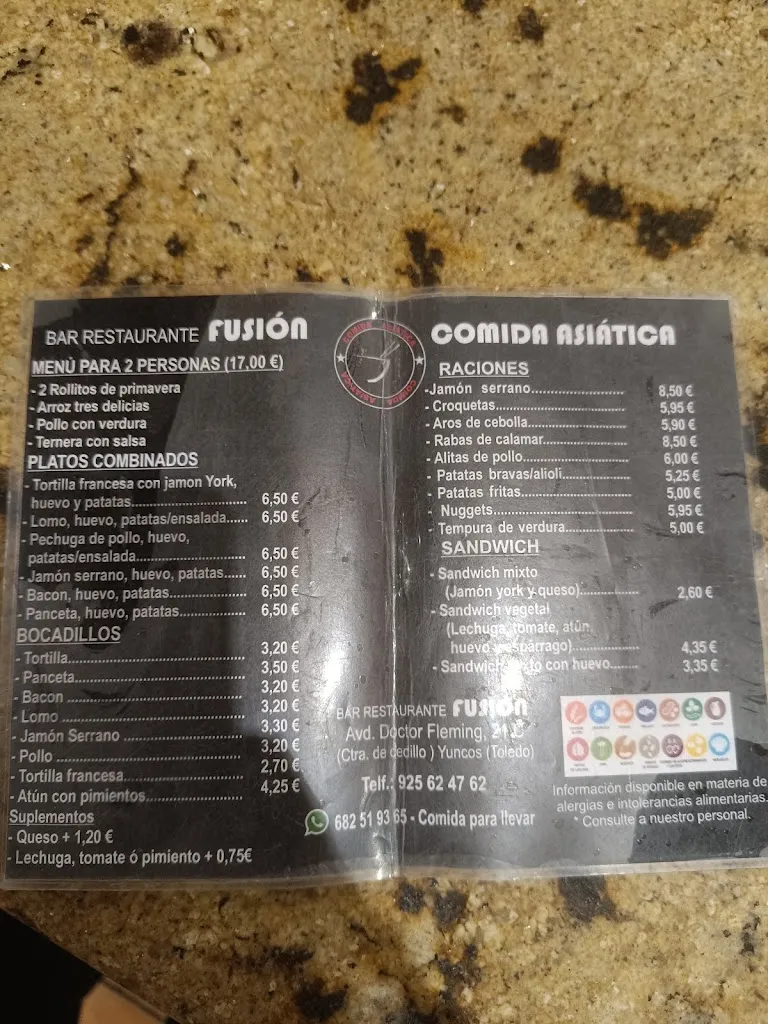 BAR RESTAURANTE FUSIÓN
MENÚ PARA 2 PERSONAS (17,00 €)
- 2 Rollitos de primavera
- Arroz tres delicias
- Pollo con verdura
- Ternera con salsa
PLATOS COMBINADOS
- Tortilla francesa con jamon York,
huevo y patatas............................ 6,50 €
- Lomo, huevo, patatas/ensalada...... 6,50 €
- Pechuga de pollo, huevo,
patatas/ensalada........................... 6,50 €
- Jamón serrano, huevo, patatas...... 6,50 €
- Bacon, huevo, patatas................... 6,50 €
- Panceta, huevo, patatas................ 6,50 €
BOCADILLOS
- Tortilla............................ 3,20 €
- Panceta.......................... 3,50 €
- Bacon ............................ 3,20 €
- Lomo ............................. 3,20 €
- Jamón Serrano .................. 3,30 €
- Pollo .............................. 3,20 €
- Tortilla francesa................ 2,70 €
- Atún con pimientos............. 4,25 €
Suplementos
- Queso + 1,20 €
- Lechuga, tomate ó pimiento + 0,75€
COMIDA ASIÁTICA
COMIDA ASIÁTICA
COMIDA ASIÁTICA
RACIONES
- Jamón serrano........................ 8,50 €
- Croquetas............................... 5,95 €
- Aros de cebolla........................ 5,90 €
- Rabas de calamar..................... 8,50 €
- Alitas de pollo.......................... 6,00 €
- Patatas bravas/alioli................. 5,25 €
- Patatas fritas........................... 5,00 €
- Nuggets.................................. 5,95 €
- Tempura de verdura.................. 5,00 €
SANDWICH
- Sandwich mixto
(Jamón york y queso)................ 2,60 €
- Sandwich vegetal
(Lechuga, tomate, atún,
huevo espárrago)...................... 4,35 €
- Sandwich mixto con huevo........ 3,35 €
BAR RESTAURANTE FUSIÓN
Avd. Doctor Fleming,
(Ctra. de cedillo ) Yuncos (Toledo)
Telf.: 925 62 47 62
682 51 93 65 - Comida para llevar
Información disponible en materia de
alergias e intolerancias alimentarias.
* Consulte a nuestro personal.